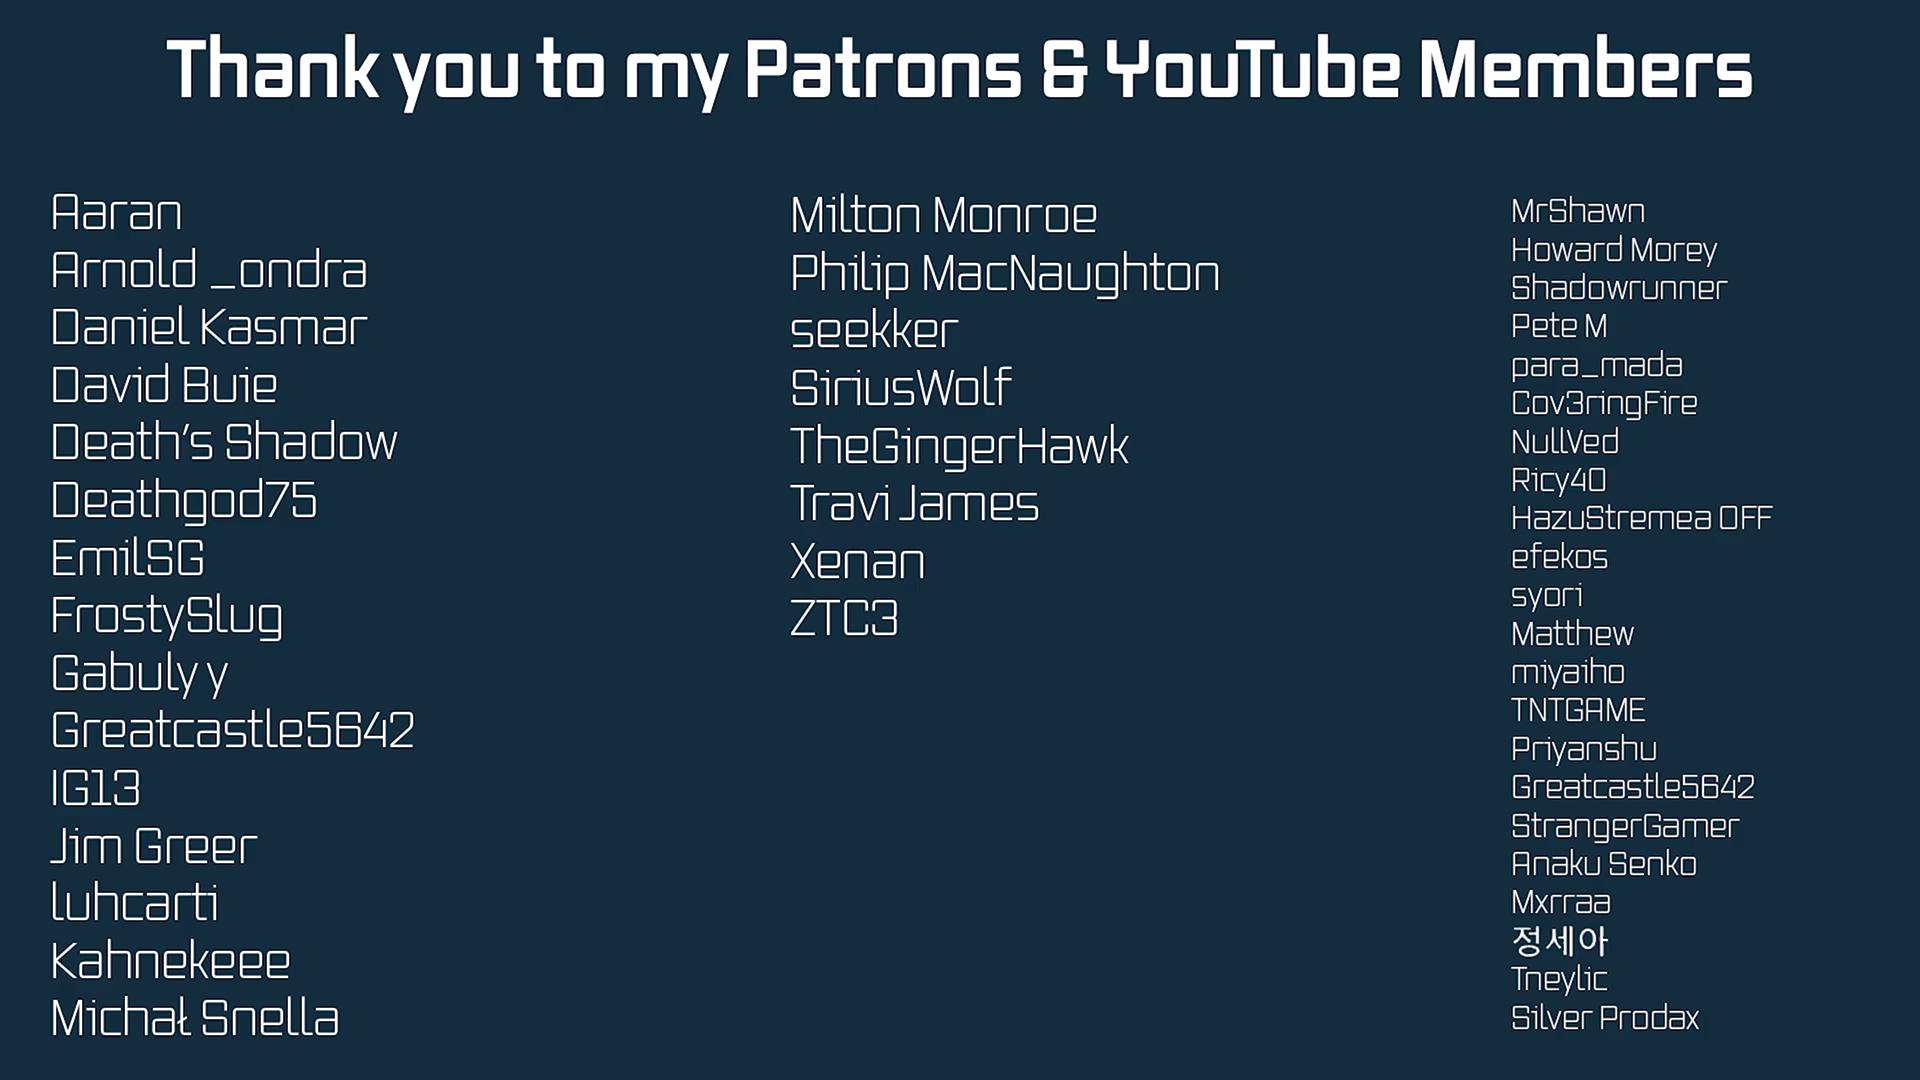 Thank you to my Patrons & YouTube Members
Aaran
Arnold _ondra
Daniel Kasmar
David Buie
Death's Shadow
Deathgod75
EmilSG
FrostySlug
Gabuly y
Greatcastle5642
IG13
Jim Greer
luhcarti
Kahnekeee
Michał Snella
Milton Monroe
Philip MacNaughton
seekker
SiriusWolf
TheGingerHawk
Travi James
Xenan
ZTC3
MrShawn
Howard Morey
Shadowrunner
Pete M
para_mada
Cov3ringFire
NullVed
Ricy40
HazuStremea OFF
efekos
syori
Matthew
miyaiho
TNTGAME
Priyanshu
Greatcastle5642
StrangerGamer
Anaku Senko
Mxrraa
정세아
Tneylic
Silver Prodax